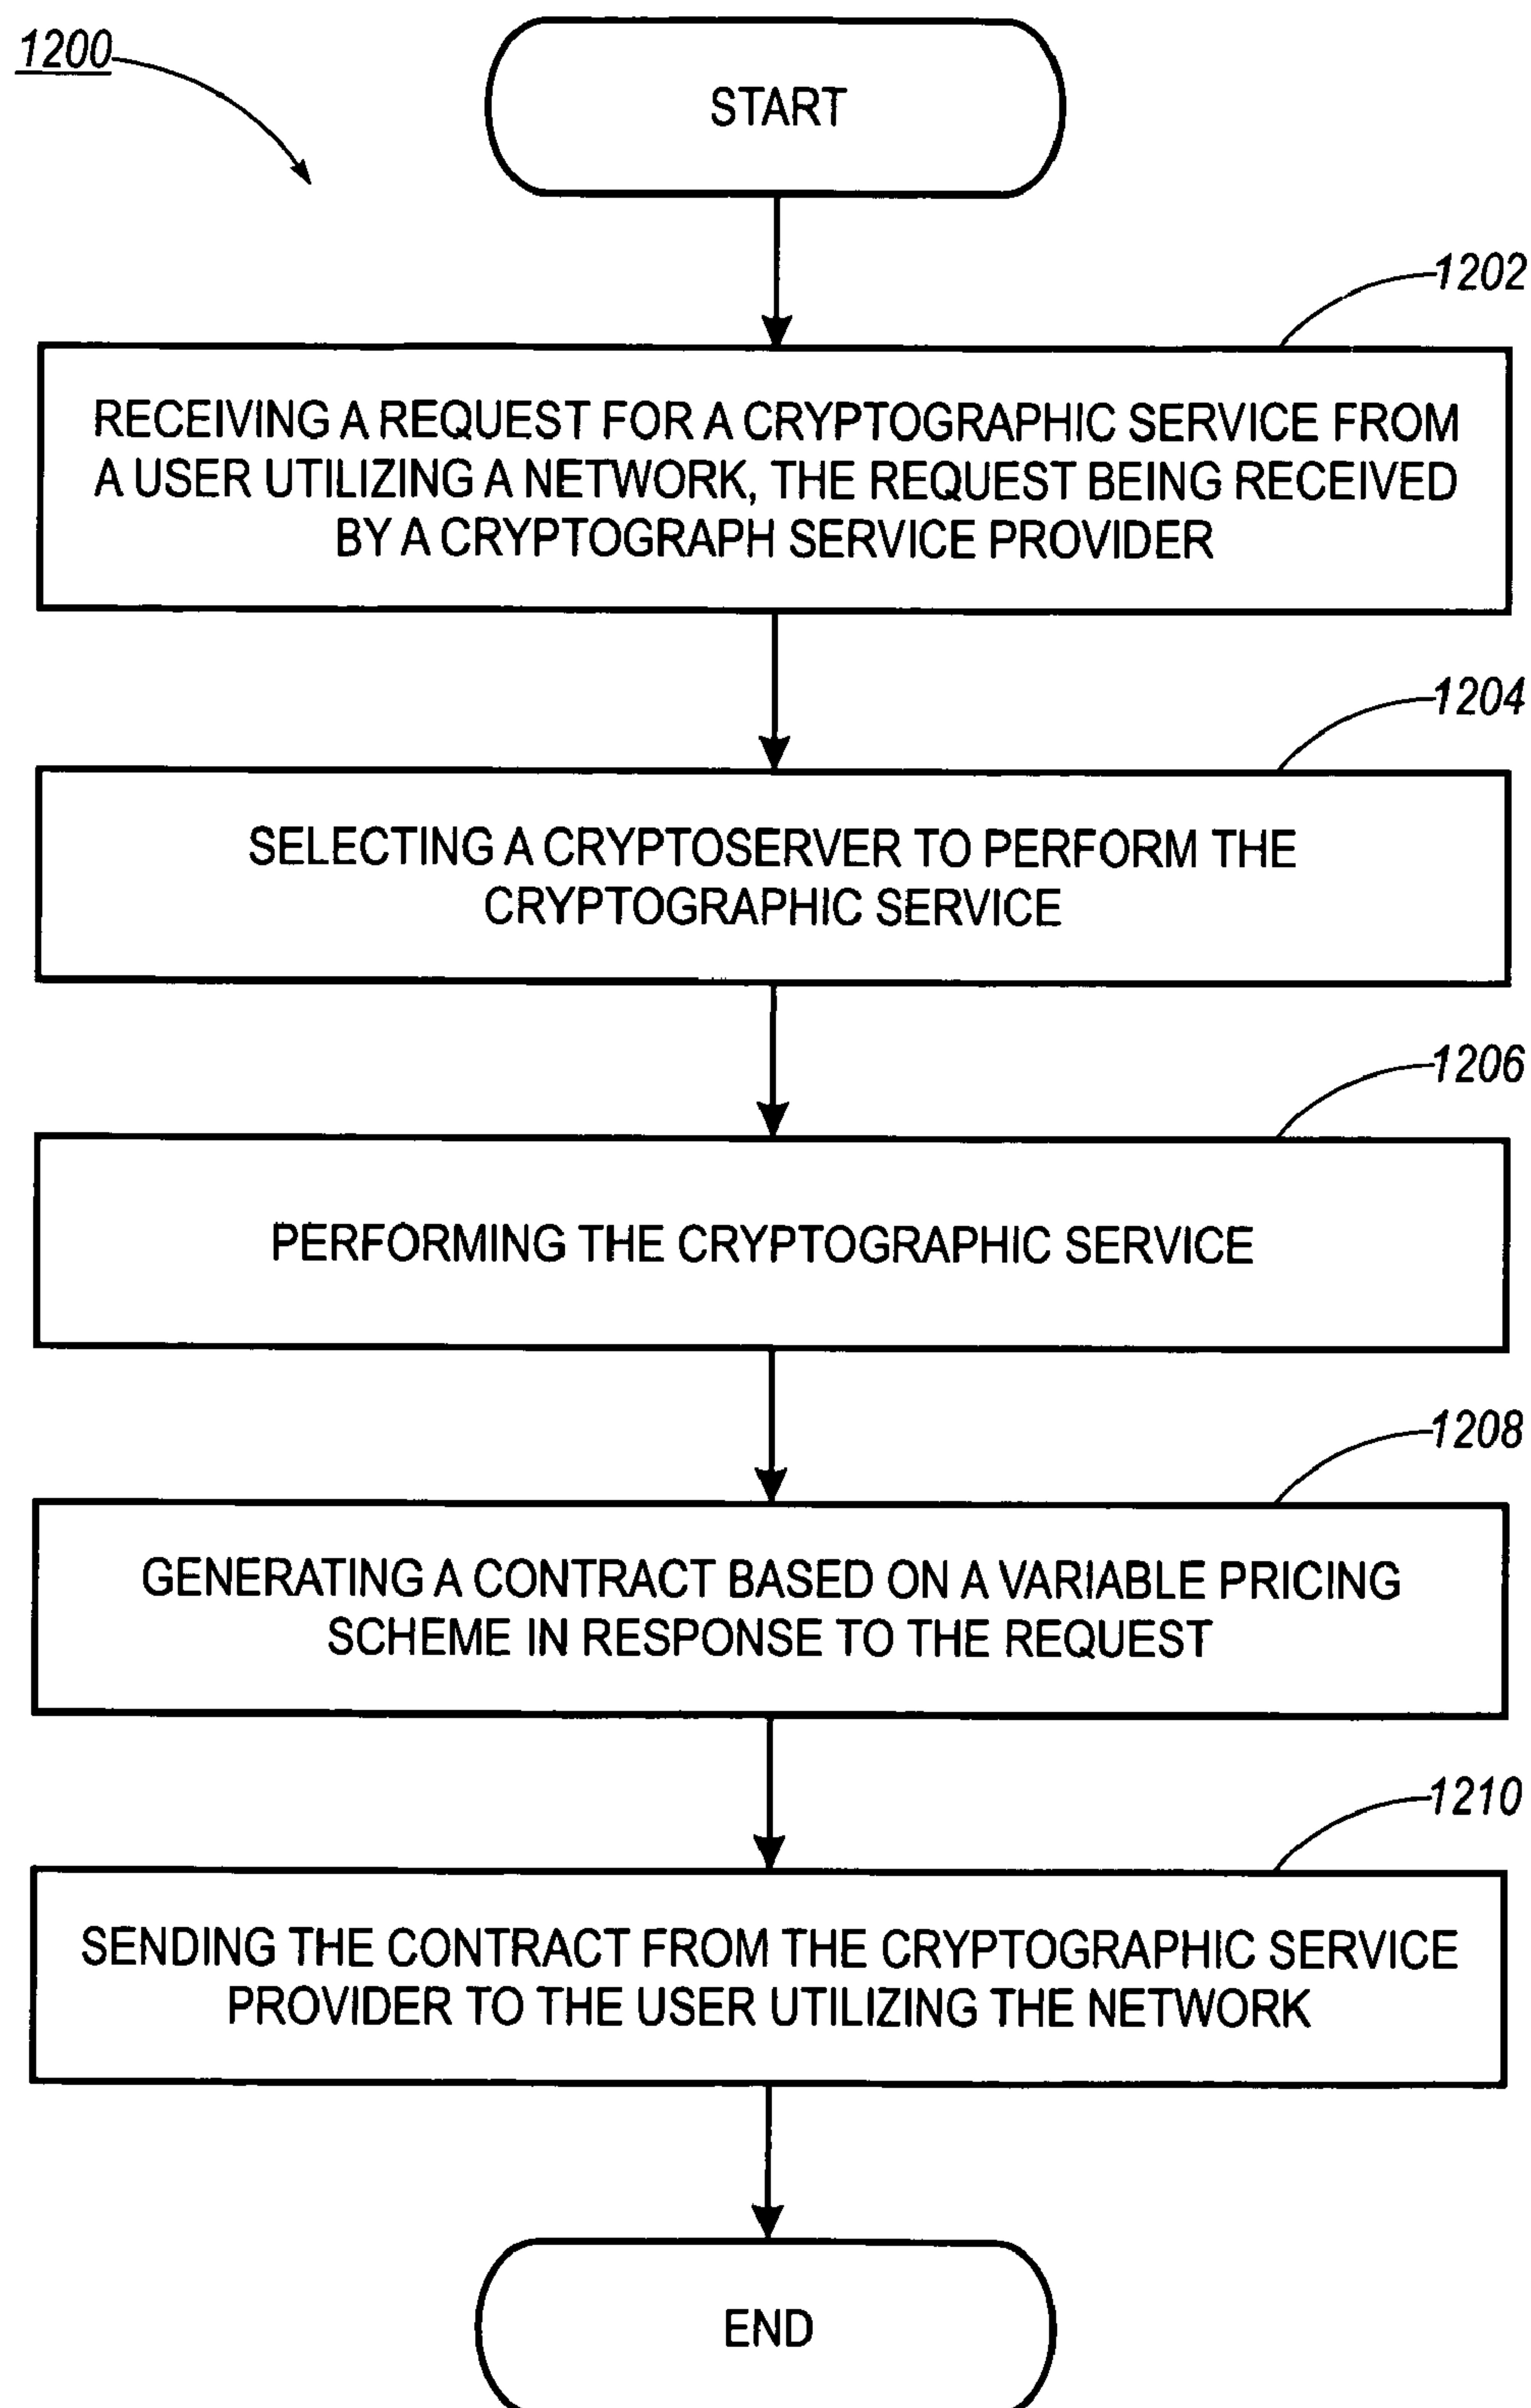 1200
START
1202
RECEIVING A REQUEST FOR A CRYPTOGRAPHIC SERVICE FROM
A USER UTILIZING A NETWORK, THE REQUEST BEING RECEIVED
BY A CRYPTOGRAPH SERVICE PROVIDER
1204
SELECTING A CRYPTOSERVER TO PERFORM THE
CRYPTOGRAPHIC SERVICE
1206
PERFORMING THE CRYPTOGRAPHIC SERVICE
1208
GENERATING A CONTRACT BASED ON A VARIABLE PRICING
SCHEME IN RESPONSE TO THE REQUEST
1210
SENDING THE CONTRACT FROM THE CRYPTOGRAPHIC SERVICE
PROVIDER TO THE USER UTILIZING THE NETWORK
END